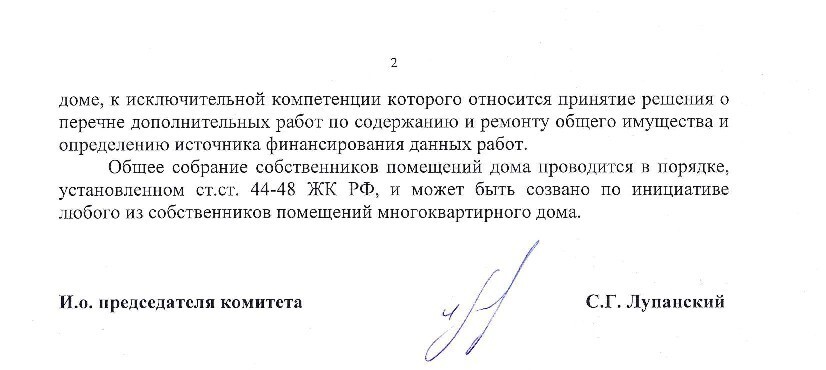 2
доме, к исключительной компетенции которого относится принятие решения о
перечне дополнительных работ по содержанию и ремонту общего имущества и
определению источника финансирования данных работ.
Общее собрание собственников помещений дома проводится в порядке,
установленном ст.ст. 44-48 ЖК РФ, и может быть созвано по инициативе
любого из собственников помещений многоквартирного дома.
И.о. председателя комитета С.Г. Лупанский